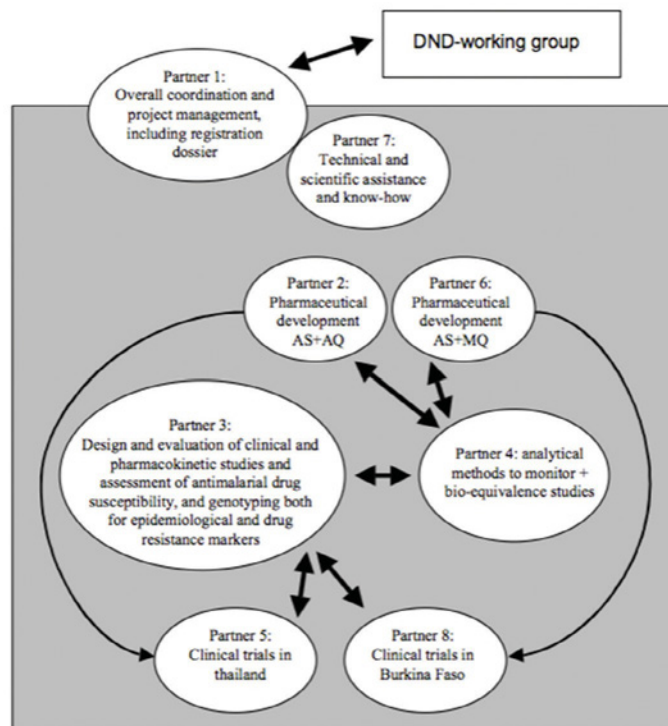 DND-working group
Partner 1:
Overall coordination and
project management,
including registration
dossier
Partner 7:
Technical and
scientific assistance
and know-how
Partner 2:
Pharmaceutical
development
AS+AQ
Partner 6:
Pharmaceutical
development
AS+MQ
Partner 3:
Design and evaluation of clinical and
pharmacokinetic studies and
assessment of antimalarial drug
susceptibility, and genotyping both
for epidemiological and drug
resistance markers
Partner 4: analytical
methods to monitor +
bio-equivalence studies
Partner 5:
Clinical trials in
thailand
Partner 8:
Clinical trials in
Burkina Faso